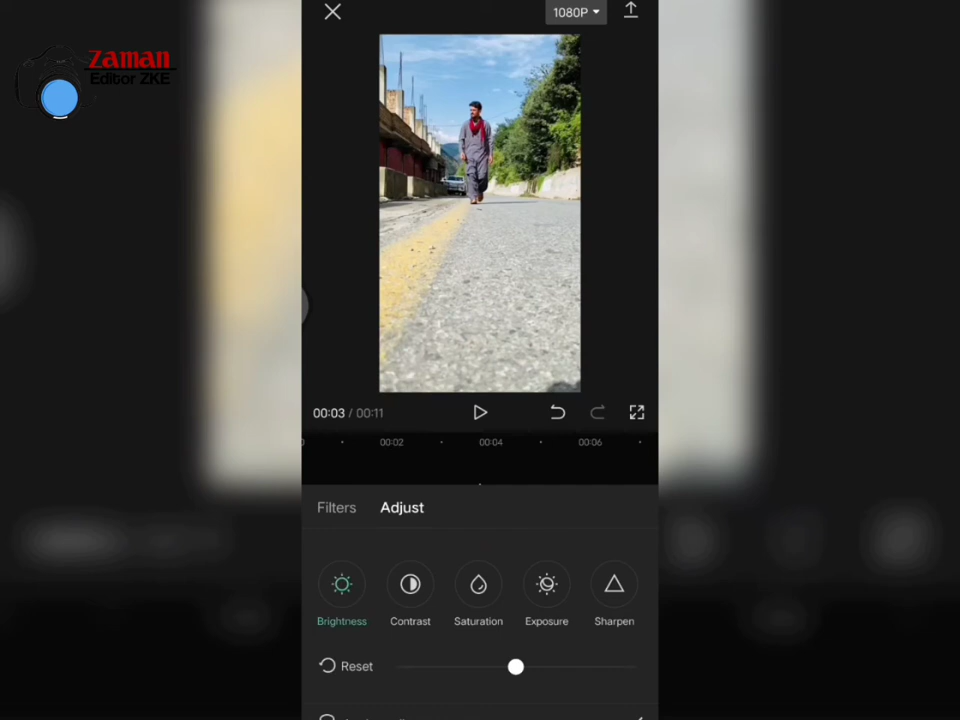 Zaman
Editor ZKE
1080P
00:03 / 00:11
00:02
00:04
00:06
Filters
Adjust
Brightness
Contrast
Saturation
Exposure
Sharpen
Reset